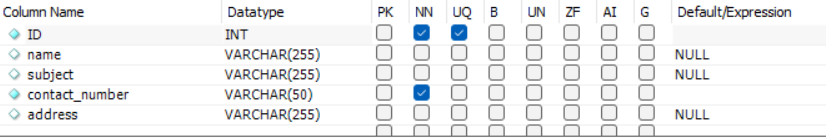 Column Name Datatype PK NN UQ B UN ZF AI G Default/Expression
ID INT
name VARCHAR(255) NULL
subject VARCHAR(255) NULL
contact_number VARCHAR(50)
address VARCHAR(255) NULL